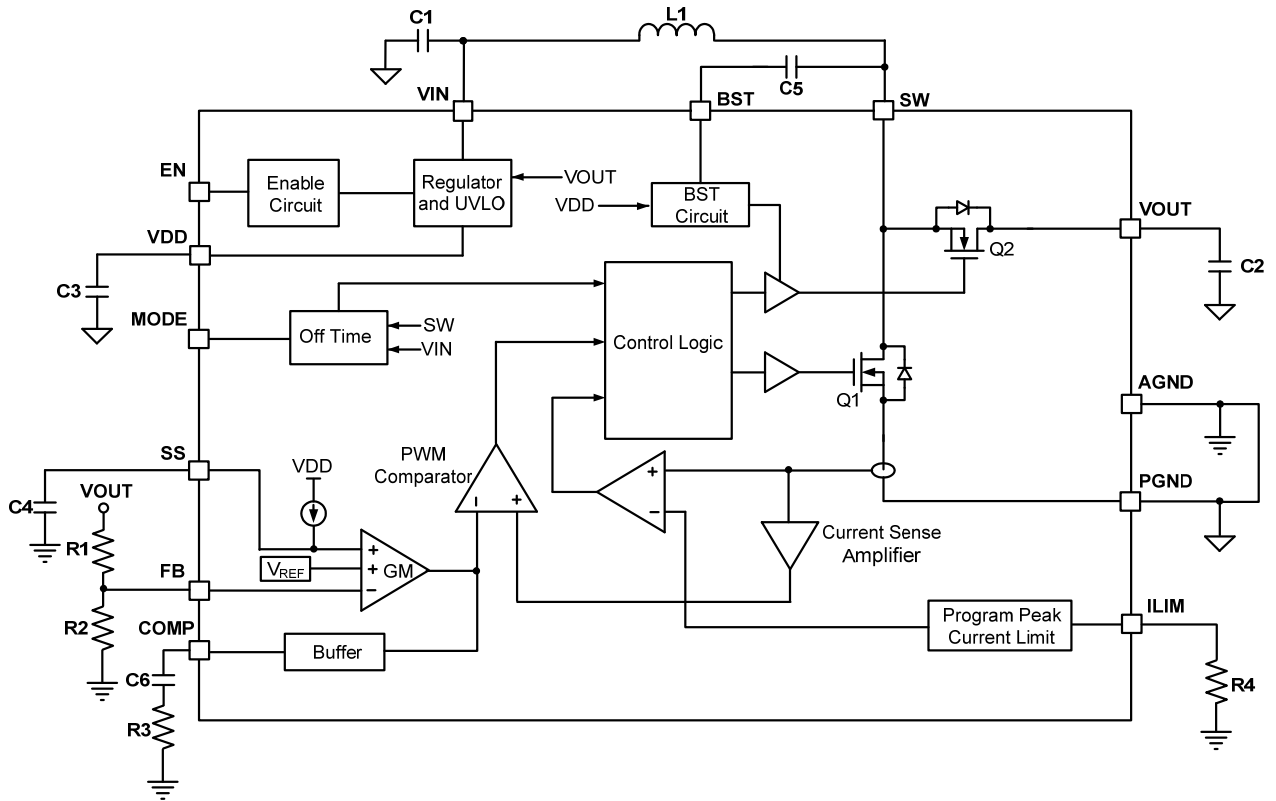 C1
L1
C5
VIN
BST
SW
EN
Enable
Circuit
Regulator
and UVLO
VOUT
VDD
BST
Circuit
VOUT
Q2
C2
VDD
C3
MODE
Off Time
SW
VIN
Control Logic
Q1
AGND
SS
VDD
PWM
Comparator
+
−
PGND
C4
VOUT
−
+
Current Sense
Amplifier
R1
FB
VREF
+
+
−
GM
R2
COMP
Buffer
Program Peak
Current Limit
ILIM
C6
R3
R4